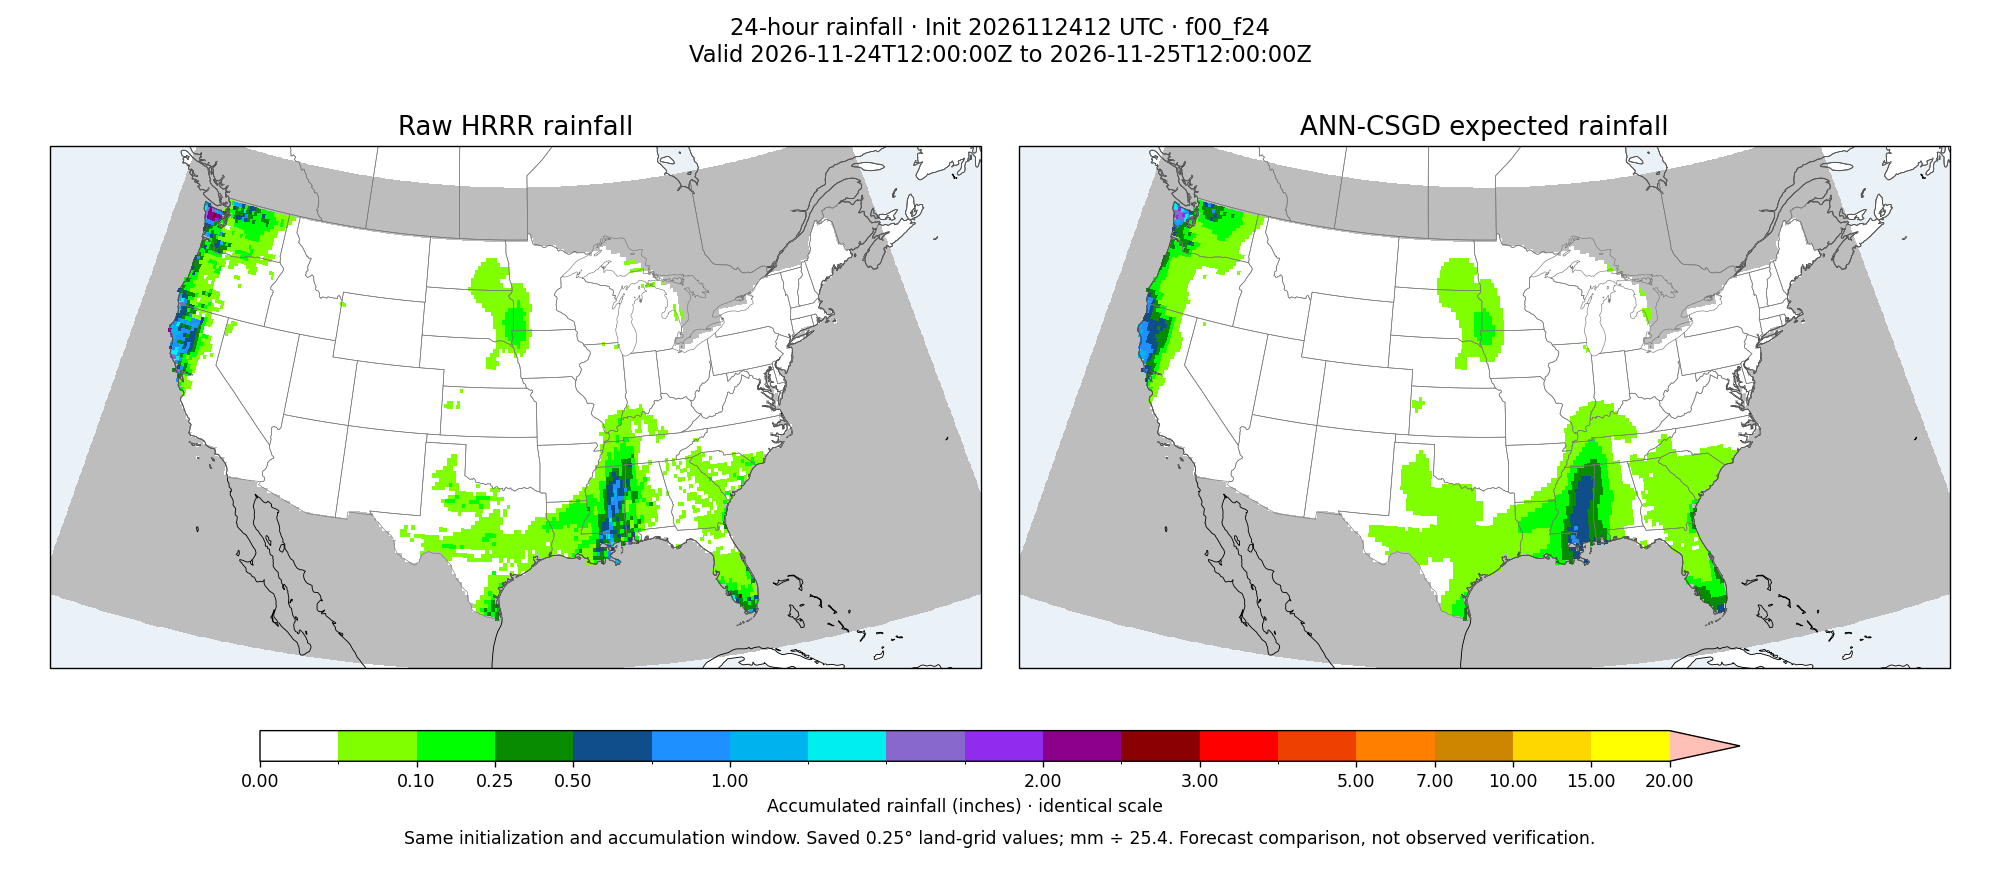 24-hour rainfall · Init 2026112412 UTC · f00_f24
Valid 2026-11-24T12:00:00Z to 2026-11-25T12:00:00Z
Raw HRRR rainfall
ANN-CSGD expected rainfall
0.00 0.10 0.25 0.50 1.00 2.00 3.00 5.00 7.00 10.00 15.00 20.00
Accumulated rainfall (inches) · identical scale
Same initialization and accumulation window. Saved 0.25° land-grid values; mm ÷ 25.4. Forecast comparison, not observed verification.